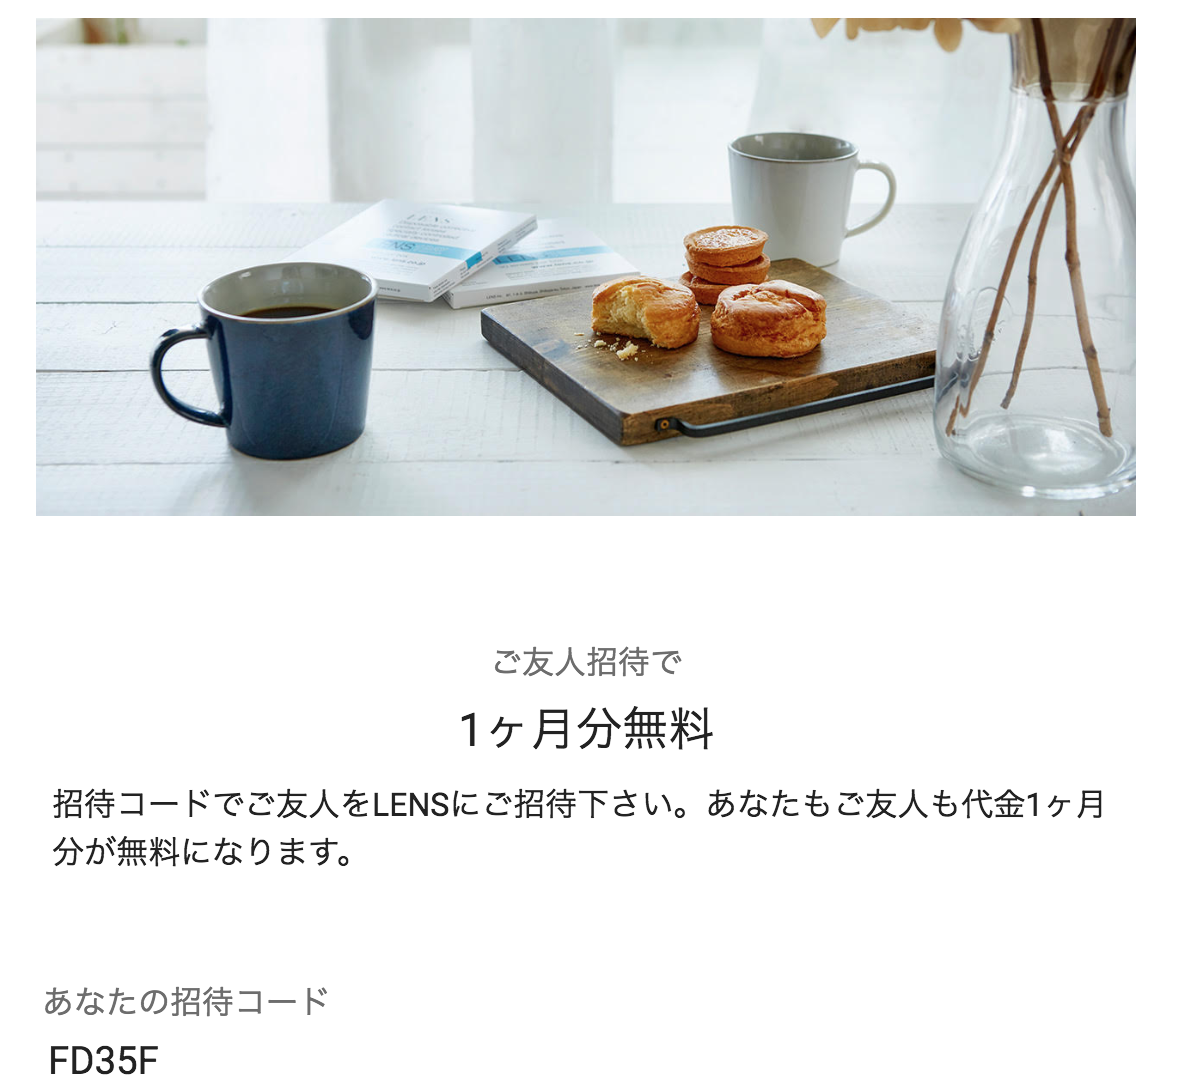 LENS
ご友人招待で
1ヶ月分無料
招待コードでご友人をLENSにご招待下さい。あなたもご友人も代金1ヶ月
分が無料になります。
あなたの招待コード
FD35F